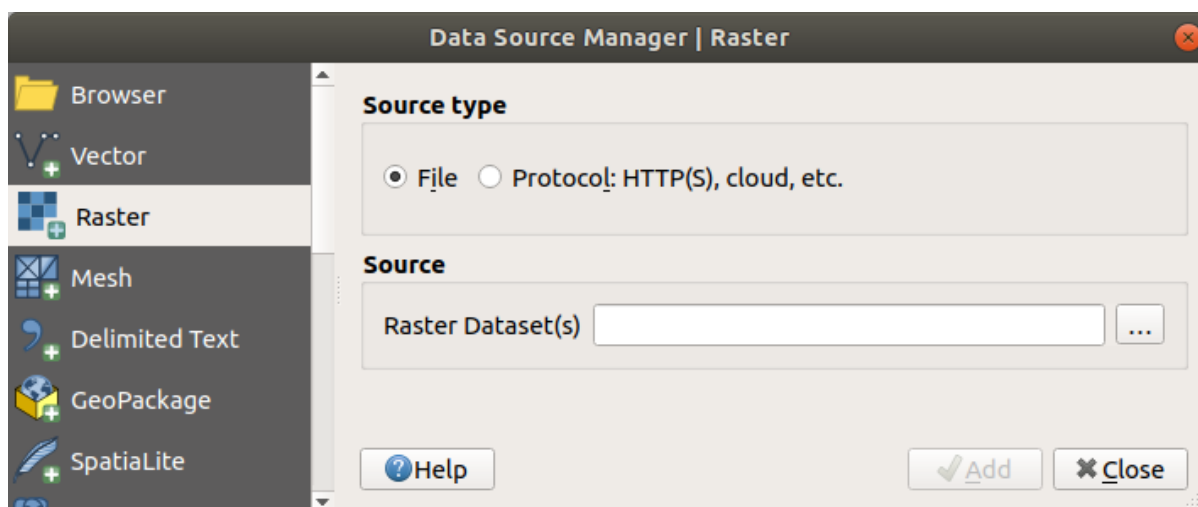 Data Source Manager | Raster
Browser
Vector
Raster
Mesh
Delimited Text
GeoPackage
SpatiaLite
Source type
File
Protocol: HTTP(S), cloud, etc.
Source
Raster Dataset(s)
...
Help
Add
Close